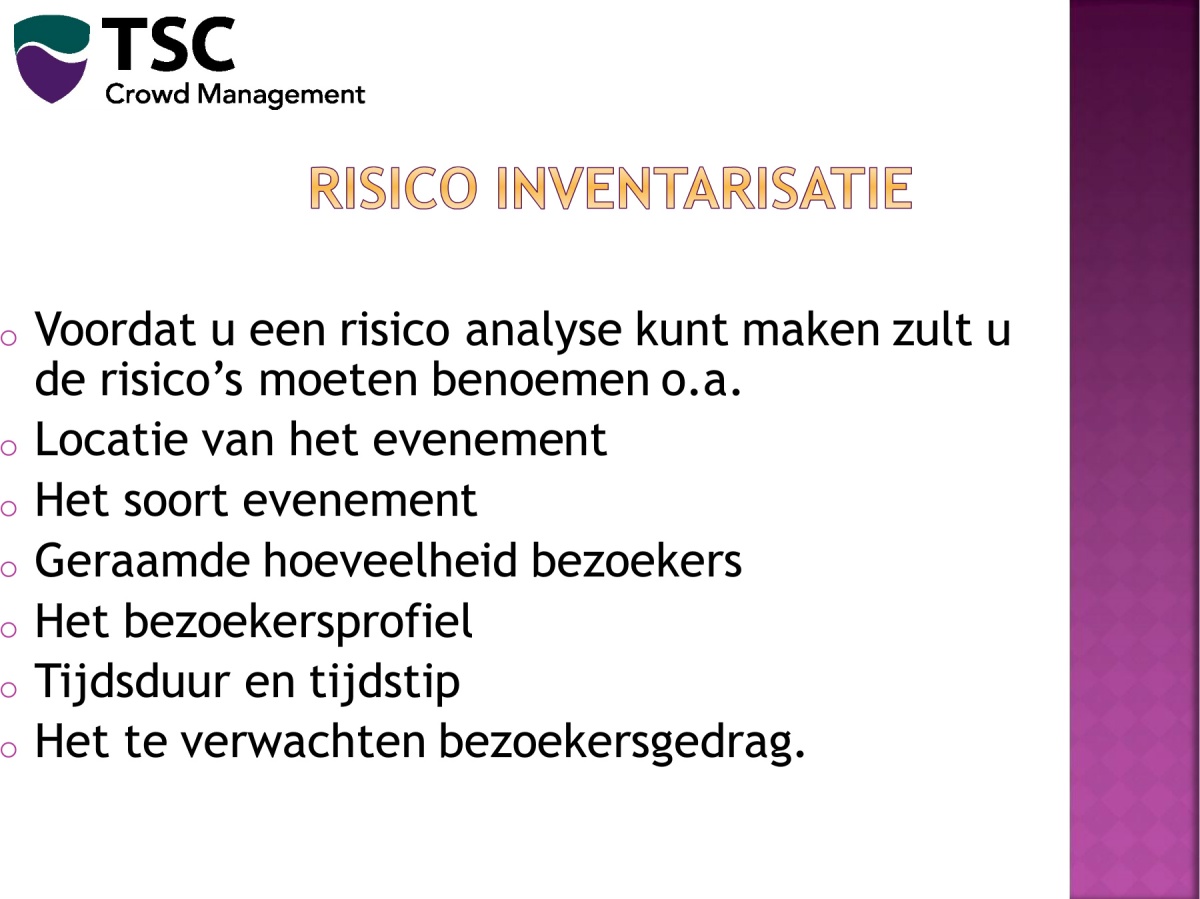 TSC
Crowd Management
RISICO INVENTARISATIE
o Voordat u een risico analyse kunt maken zult u
de risico’s moeten benoemen o.a.
o Locatie van het evenement
o Het soort evenement
o Geraamde hoeveelheid bezoekers
o Het bezoekersprofiel
o Tijdsduur en tijdstip
o Het te verwachten bezoekersgedrag.